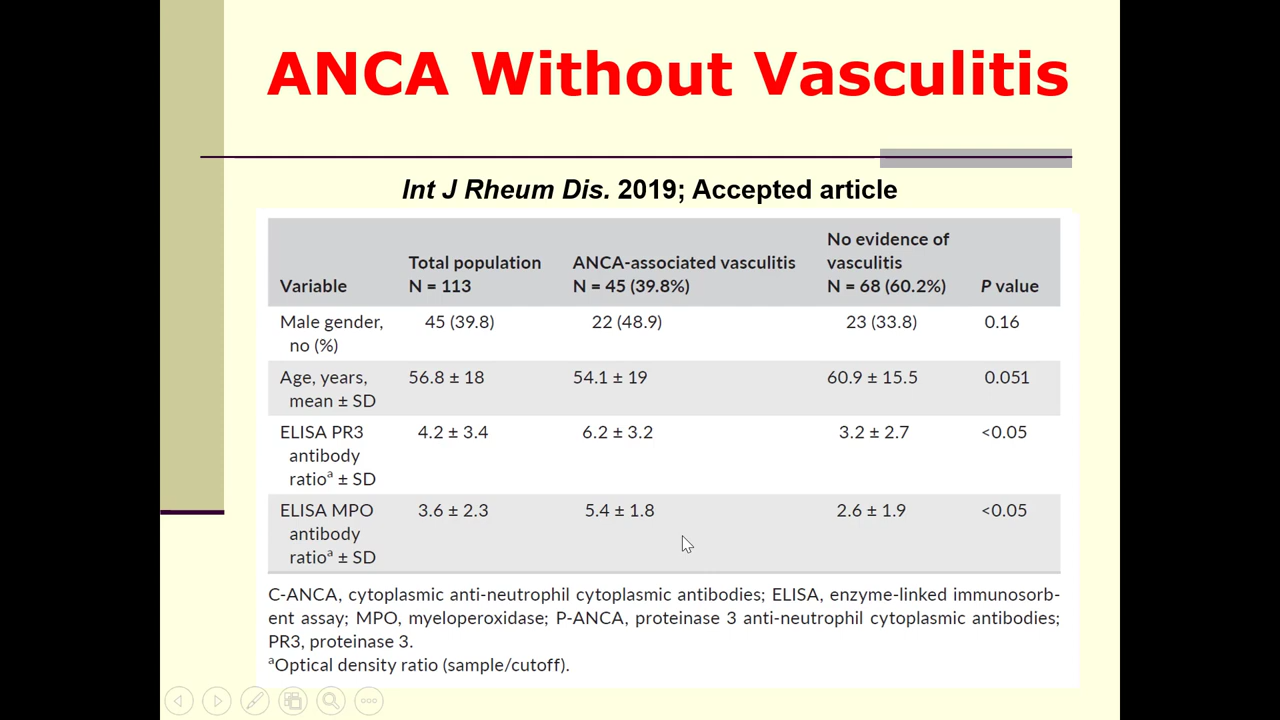 ANCA Without Vasculitis
Int J Rheum Dis. 2019; Accepted article
Variable
Total population
N = 113
ANCA-associated vasculitis
N = 45 (39.8%)
No evidence of
vasculitis
N = 68 (60.2%)
P value
Male gender,
no (%)
45 (39.8)
22 (48.9)
23 (33.8)
0.16
Age, years,
mean ± SD
56.8 ± 18
54.1 ± 19
60.9 ± 15.5
0.051
ELISA PR3
antibody
ratioᵃ ± SD
4.2 ± 3.4
6.2 ± 3.2
3.2 ± 2.7
<0.05
ELISA MPO
antibody
ratioᵃ ± SD
3.6 ± 2.3
5.4 ± 1.8
2.6 ± 1.9
<0.05
C-ANCA, cytoplasmic anti-neutrophil cytoplasmic antibodies; ELISA, enzyme-linked immunosorb-
ent assay; MPO, myeloperoxidase; P-ANCA, proteinase 3 anti-neutrophil cytoplasmic antibodies;
PR3, proteinase 3.
ᵃOptical density ratio (sample/cutoff).